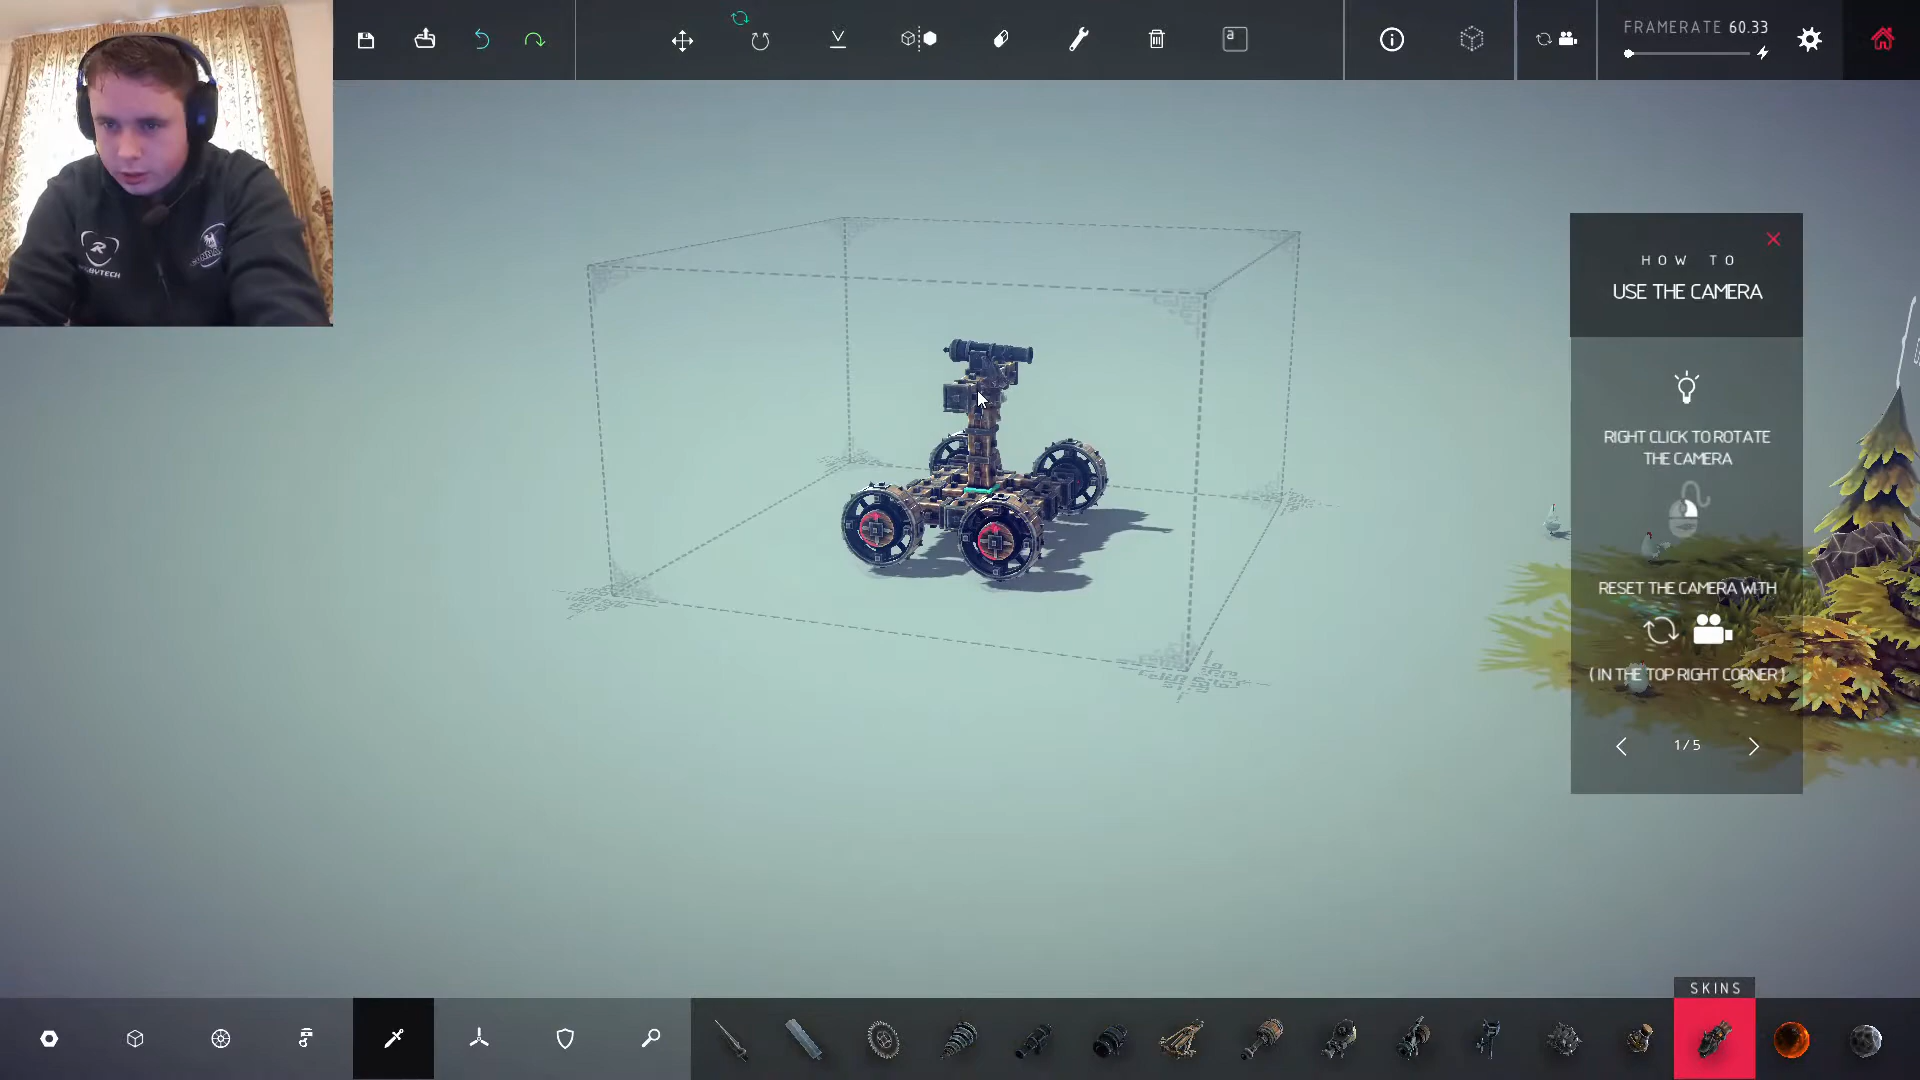 FRAMERATE 60.33
a
HOW TO
USE THE CAMERA
RIGHT CLICK TO ROTATE
THE CAMERA
RESET THE CAMERA WITH
( IN THE TOP RIGHT CORNER )
1/5
SKINS
R